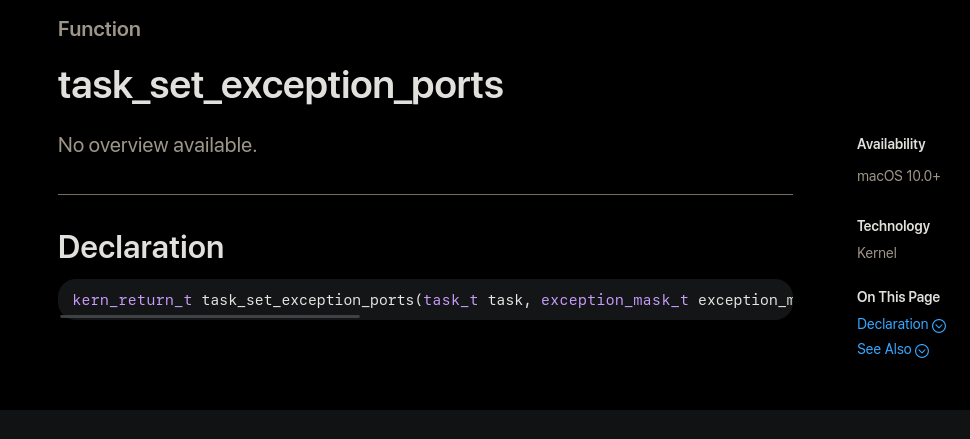 Function
task_set_exception_ports
No overview available.
Declaration
kern_return_t task_set_exception_ports(task_t task, exception_mask_t exception_m
Availability
macOS 10.0+
Technology
Kernel
On This Page
Declaration
See Also